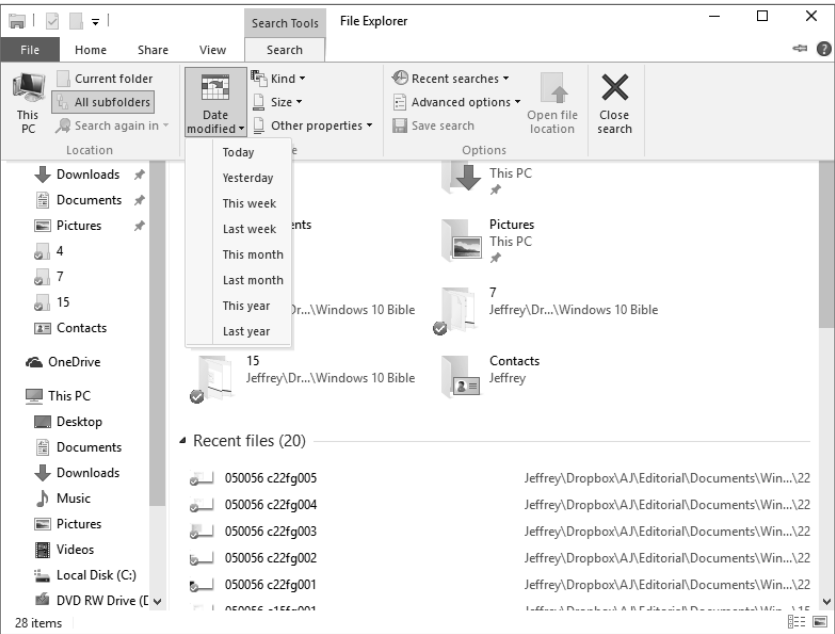 Search Tools
File Explorer
File
Home
Share
View
Search
This PC
Current folder
All subfolders
Search again in
Location
Date modified
Kind
Size
Other properties
e
Recent searches
Advanced options
Save search
Options
Open file location
Close search
Today
Yesterday
This week
Last week
This month
Last month
This year
Last year
Downloads
Documents
Pictures
4
7
15
Contacts
OneDrive
This PC
Desktop
Documents
Downloads
Music
Pictures
Videos
Local Disk (C:)
DVD RW Drive (E
This PC
ents
Pictures
This PC
Dr...\Windows 10 Bible
7
Jeffrey\Dr...\Windows 10 Bible
15
Jeffrey\Dr...\Windows 10 Bible
Contacts
Jeffrey
Recent files (20)
050056 c22fg005 Jeffrey\Dropbox\AJ\Editorial\Documents\Win...\22
050056 c22fg004 Jeffrey\Dropbox\AJ\Editorial\Documents\Win...\22
050056 c22fg003 Jeffrey\Dropbox\AJ\Editorial\Documents\Win...\22
050056 c22fg002 Jeffrey\Dropbox\AJ\Editorial\Documents\Win...\22
050056 c22fg001 Jeffrey\Dropbox\AJ\Editorial\Documents\Win...\22
28 items